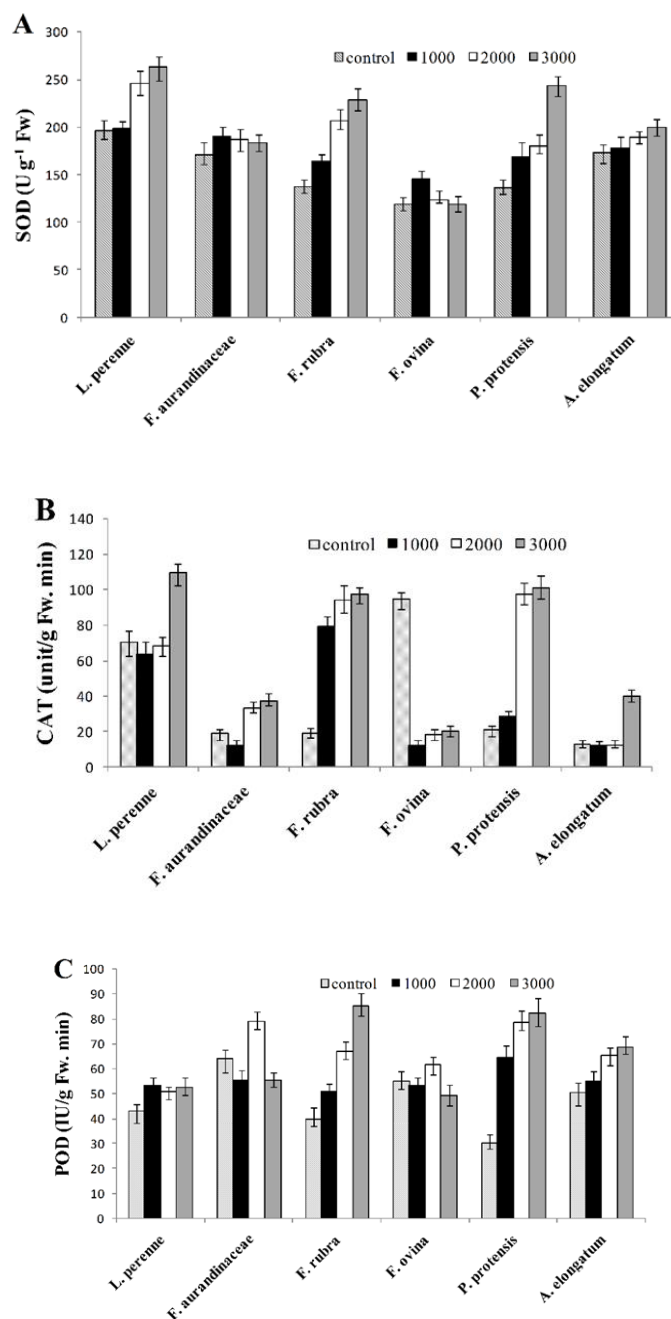 A
SOD (U g⁻¹ Fw)
control 1000 2000 3000
300
250
200
150
100
50
0
L. perenne
F. aurandinaceae
F. rubra
F. ovina
P. protensis
A. elongatum
B
CAT (unit/g Fw. min)
control 1000 2000 3000
140
120
100
80
60
40
20
0
L. perenne
F. aurandinaceae
F. rubra
F. ovina
P. protensis
A. elongatum
C
POD (IU/g Fw. min)
control 1000 2000 3000
100
90
80
70
60
50
40
30
20
10
0
L. perenne
F. aurandinaceae
F. rubra
F. ovina
P. protensis
A. elongatum